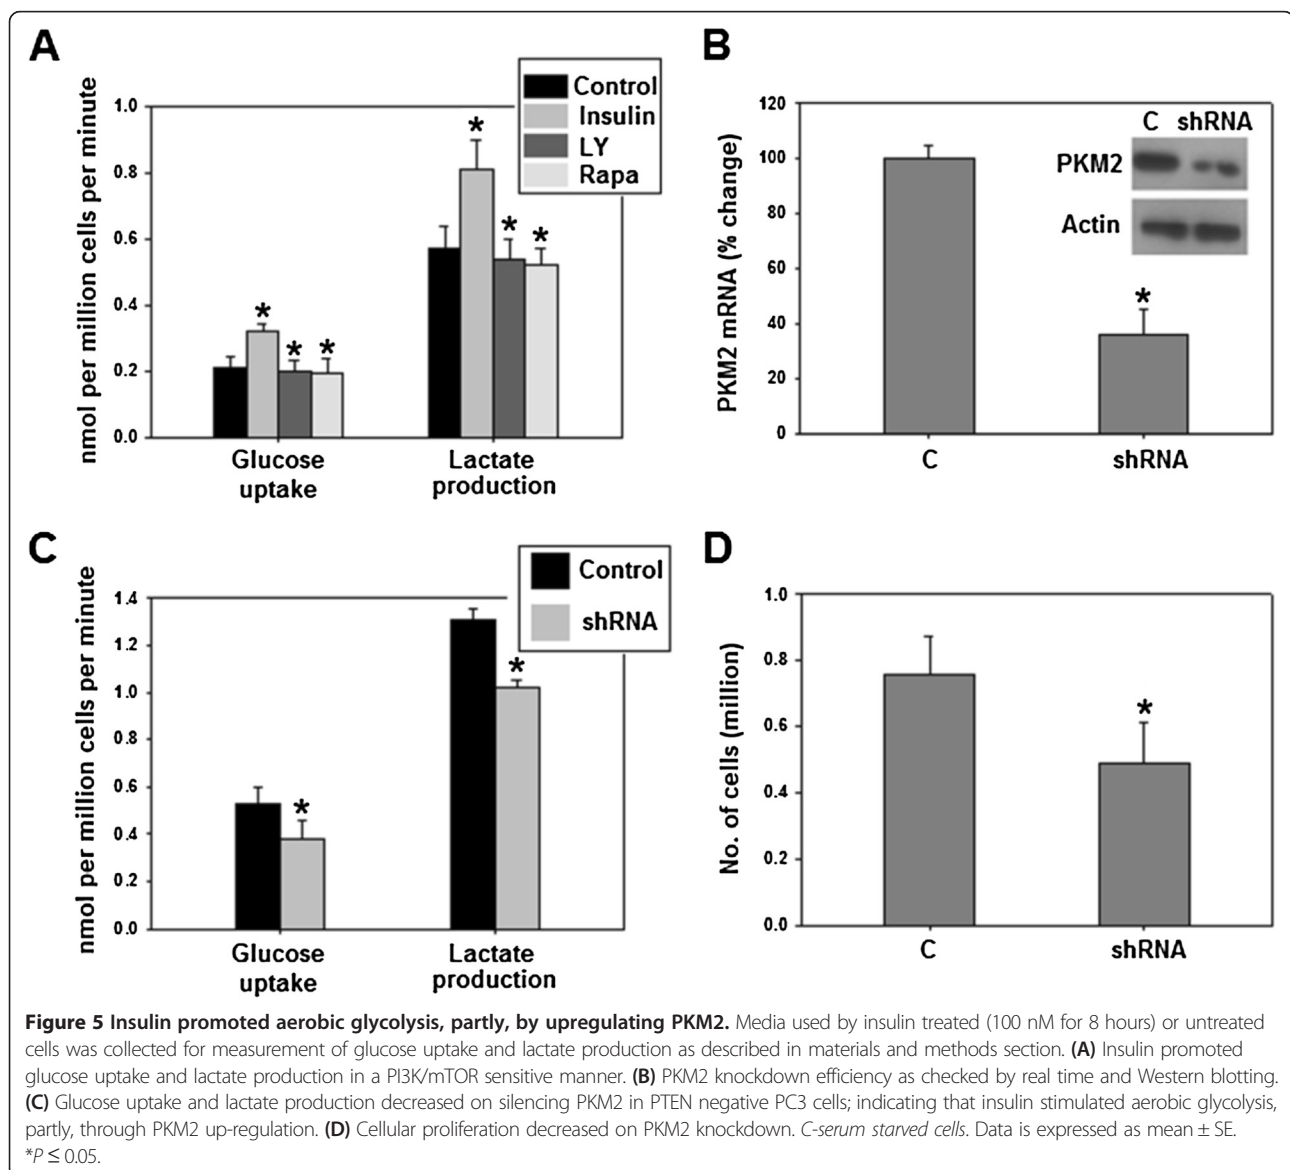 A
Control
Insulin
LY
Rapa
nmol per million cells per minute
1.0
0.8
0.6
0.4
0.2
0.0
*
*
*
*
*
*
Glucose uptake
Lactate production
B
PKM2 mRNA (% change)
120
100
80
60
40
20
0
C shRNA
PKM2
Actin
*
C
shRNA
C
Control
shRNA
nmol per million cells per minute
1.4
1.2
1.0
0.8
0.6
0.4
0.2
0.0
*
*
Glucose uptake
Lactate production
D
No. of cells (million)
1.0
0.8
0.6
0.4
0.2
0.0
*
C
shRNA
Figure 5 Insulin promoted aerobic glycolysis, partly, by upregulating PKM2. Media used by insulin treated (100 nM for 8 hours) or untreated
cells was collected for measurement of glucose uptake and lactate production as described in materials and methods section. (A) Insulin promoted
glucose uptake and lactate production in a PI3K/mTOR sensitive manner. (B) PKM2 knockdown efficiency as checked by real time and Western blotting.
(C) Glucose uptake and lactate production decreased on silencing PKM2 in PTEN negative PC3 cells; indicating that insulin stimulated aerobic glycolysis,
partly, through PKM2 up-regulation. (D) Cellular proliferation decreased on PKM2 knockdown. C-serum starved cells. Data is expressed as mean ± SE.
*P ≤ 0.05.